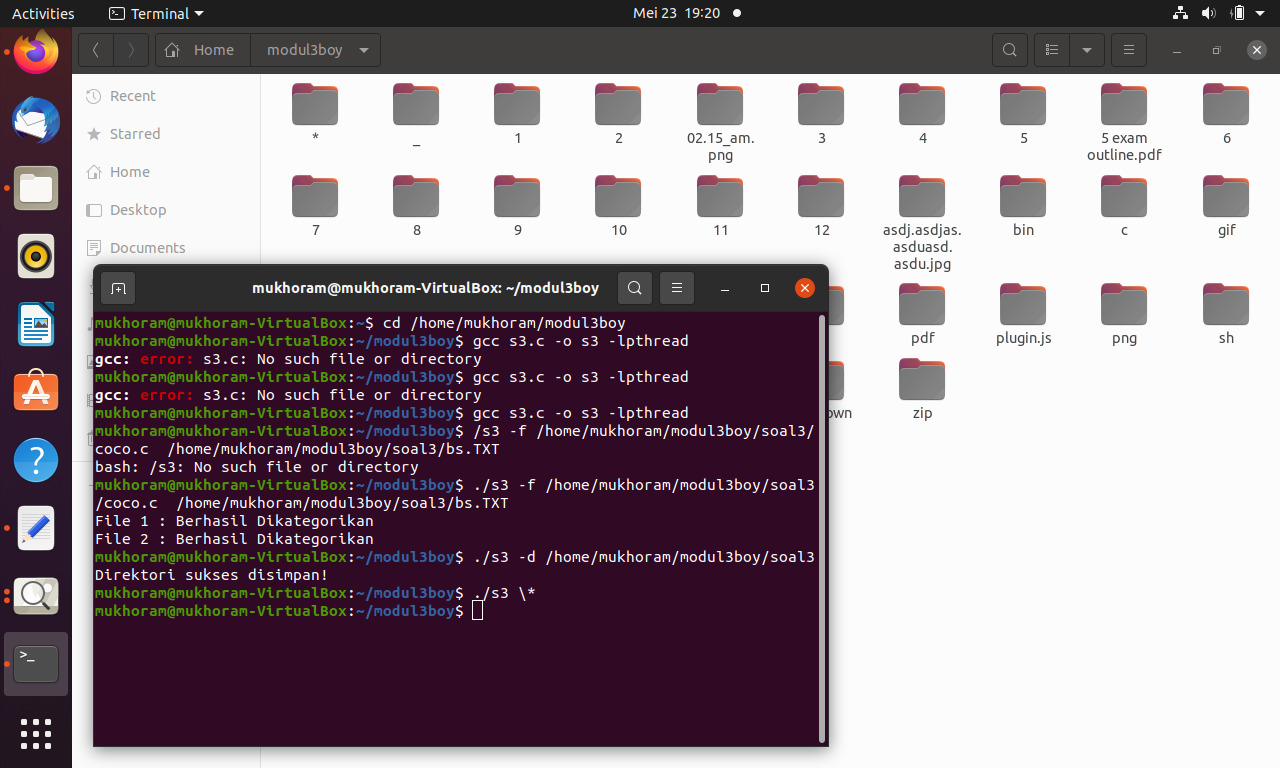 Activities
Terminal
Mei 23 19:20
Home
modul3boy
Recent
Starred
Home
Desktop
Documents
*
_
1
2
02.15_am.
png
3
4
5
5 exam
outline.pdf
6
7
8
9
10
11
12
asdj.asdjas.
asduasd.
asdu.jpg
bin
c
gif
pdf
plugin.js
png
sh
zip
mukhoram@mukhoram-VirtualBox: ~/modul3boy
mukhoram@mukhoram-VirtualBox:~$ cd /home/mukhoram/modul3boy
mukhoram@mukhoram-VirtualBox:~/modul3boy$ gcc s3.c -o s3 -lpthread
gcc: error: s3.c: No such file or directory
mukhoram@mukhoram-VirtualBox:~/modul3boy$ gcc s3.c -o s3 -lpthread
gcc: error: s3.c: No such file or directory
mukhoram@mukhoram-VirtualBox:~/modul3boy$ gcc s3.c -o s3 -lpthread
mukhoram@mukhoram-VirtualBox:~/modul3boy$ /s3 -f /home/mukhoram/modul3boy/soal3/
coco.c  /home/mukhoram/modul3boy/soal3/bs.TXT
bash: /s3: No such file or directory
mukhoram@mukhoram-VirtualBox:~/modul3boy$ ./s3 -f /home/mukhoram/modul3boy/soal3
/coco.c  /home/mukhoram/modul3boy/soal3/bs.TXT
File 1 : Berhasil Dikategorikan
File 2 : Berhasil Dikategorikan
mukhoram@mukhoram-VirtualBox:~/modul3boy$ ./s3 -d /home/mukhoram/modul3boy/soal3
Direktori sukses disimpan!
mukhoram@mukhoram-VirtualBox:~/modul3boy$ ./s3 \*
mukhoram@mukhoram-VirtualBox:~/modul3boy$